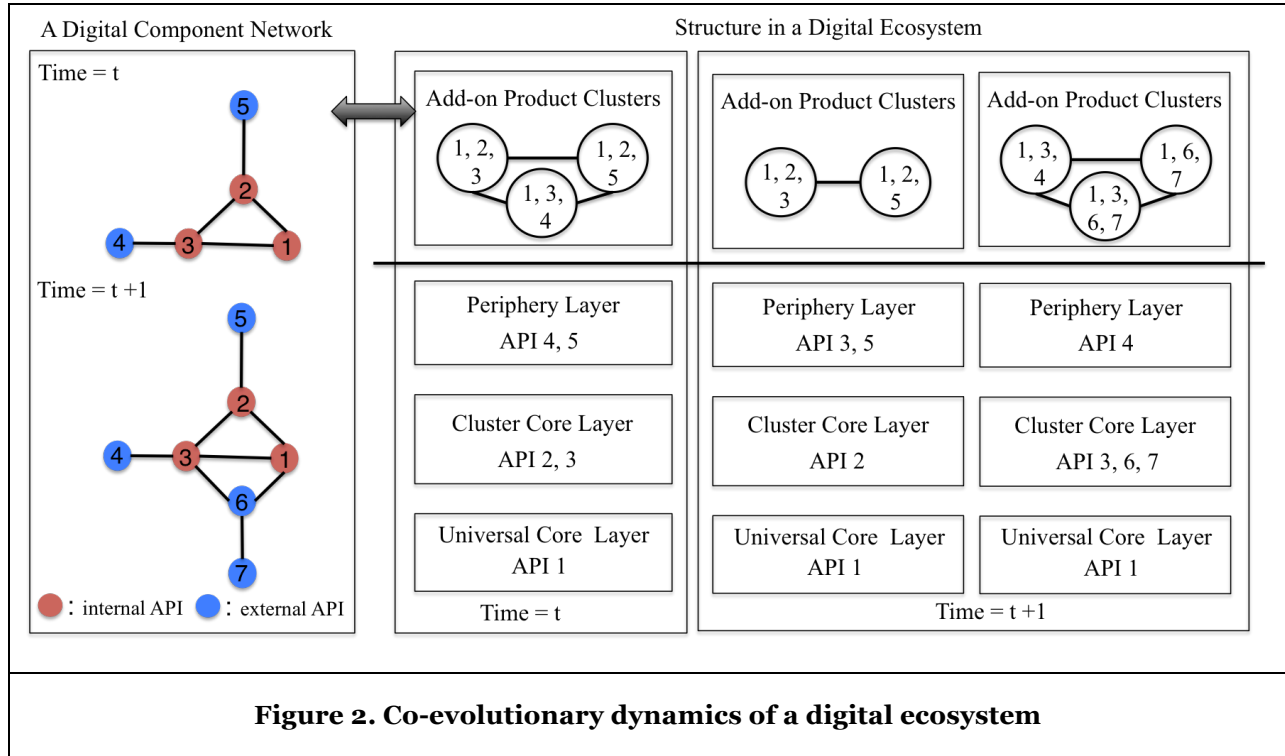 A Digital Component Network
Structure in a Digital Ecosystem
Time = t
5
2
4
3
1
Time = t +1
5
2
4
3
1
6
7
: internal API
: external API
Add-on Product Clusters
1, 2,
3
1, 2,
5
1, 3,
4
Periphery Layer
API 4, 5
Cluster Core Layer
API 2, 3
Universal Core Layer
API 1
Time = t
Add-on Product Clusters
1, 2,
3
1, 2,
5
Periphery Layer
API 3, 5
Cluster Core Layer
API 2
Universal Core Layer
API 1
Add-on Product Clusters
1, 3,
4
1, 6,
7
1, 3,
6, 7
Periphery Layer
API 4
Cluster Core Layer
API 3, 6, 7
Universal Core Layer
API 1
Time = t +1
Figure 2. Co-evolutionary dynamics of a digital ecosystem